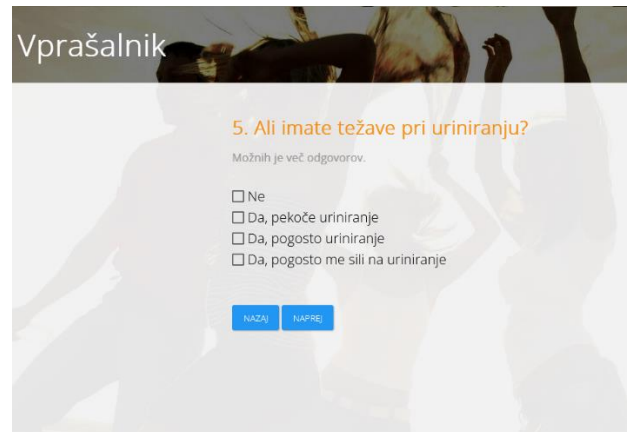 Vprašalnik
5. Ali imate težave pri uriniranju?
Možnih je več odgovorov.
Ne
Da, pekoče uriniranje
Da, pogosto uriniranje
Da, pogosto me sili na uriniranje
NAZAJ NAPREJ